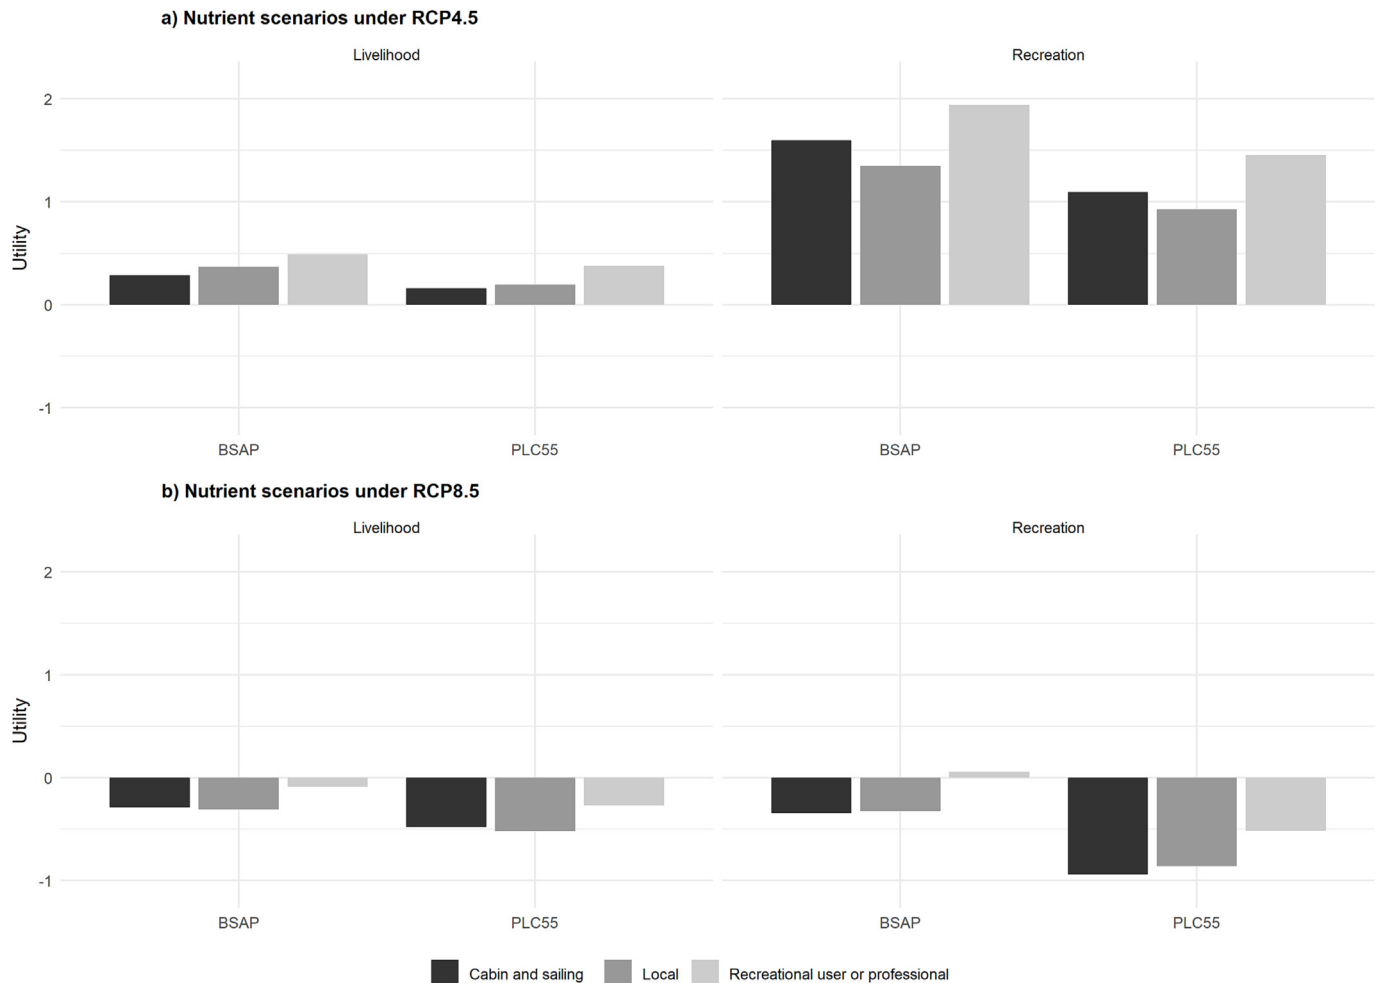 a) Nutrient scenarios under RCP4.5
Livelihood
Recreation
2
1
0
-1
Utility
BSAP
PLC55
BSAP
PLC55
b) Nutrient scenarios under RCP8.5
Livelihood
Recreation
2
1
0
-1
Utility
BSAP
PLC55
BSAP
PLC55
Cabin and sailing
Local
Recreational user or professional